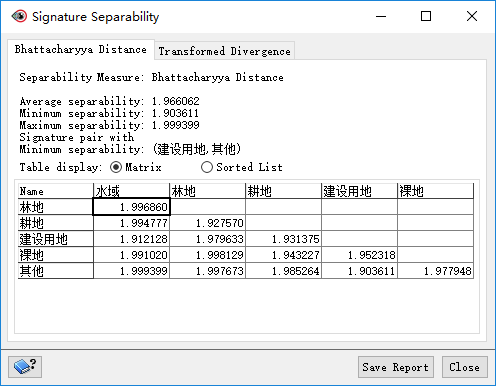 Signature Separability
Bhattacharyya Distance Transformed Divergence
Separability Measure: Bhattacharyya Distance
Average separability: 1.966062
Minimum separability: 1.903611
Maximum separability: 1.999399
Signature pair with
Minimum separability: (建设用地,其他)
Table display: Matrix Sorted List
Name 水域 林地 耕地 建设用地 裸地
林地 1.996860
耕地 1.994777 1.927570
建设用地 1.912128 1.979633 1.931375
裸地 1.991020 1.998129 1.943227 1.952318
其他 1.999399 1.997673 1.985264 1.903611 1.977948
? Save Report Close